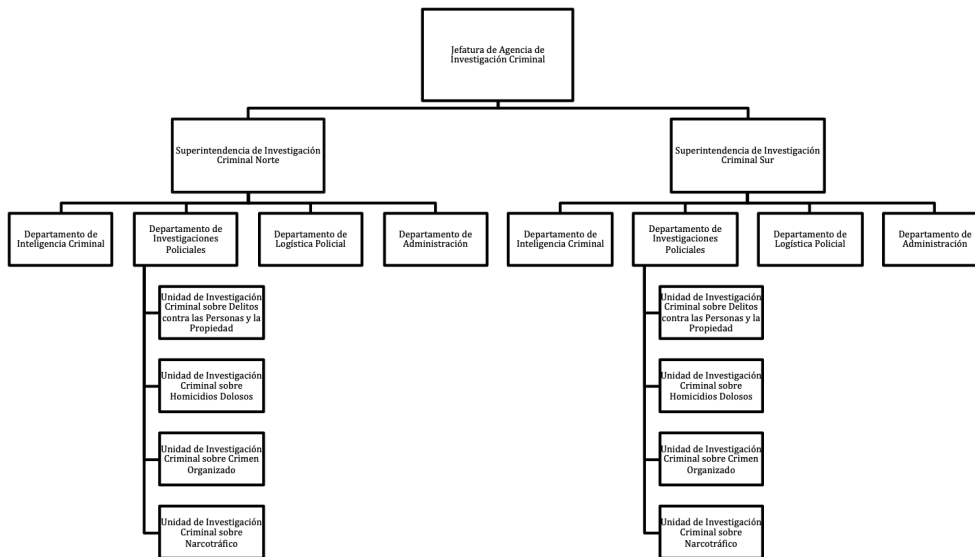 Jefatura de Agencia de
Investigación Criminal
Superintendencia de Investigación
Criminal Norte
Superintendencia de Investigación
Criminal Sur
Departamento de
Inteligencia Criminal
Departamento de
Investigaciones
Policiales
Departamento de
Logística Policial
Departamento de
Administración
Departamento de
Inteligencia Criminal
Departamento de
Investigaciones
Policiales
Departamento de
Logística Policial
Departamento de
Administración
Unidad de Investigación
Criminal sobre Delitos
contra las Personas y la
Propiedad
Unidad de Investigación
Criminal sobre
Homicidios Dolosos
Unidad de Investigación
Criminal sobre Crimen
Organizado
Unidad de Investigación
Criminal sobre
Narcotráfico
Unidad de Investigación
Criminal sobre Delitos
contra las Personas y la
Propiedad
Unidad de Investigación
Criminal sobre
Homicidios Dolosos
Unidad de Investigación
Criminal sobre Crimen
Organizado
Unidad de Investigación
Criminal sobre
Narcotráfico